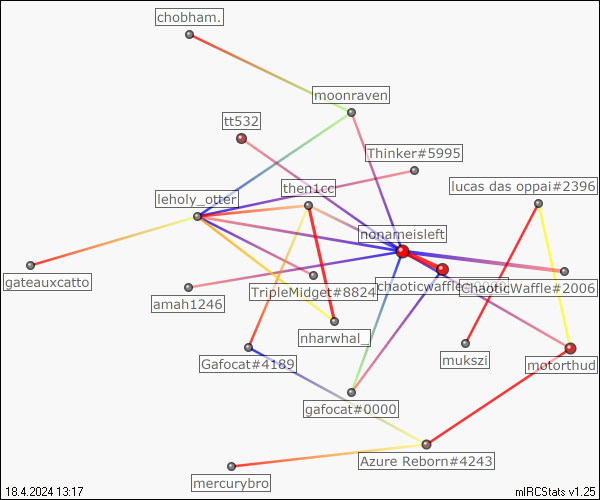 chobham.
moonraven
tt532
Thinker#5995
lucas das oppai#2396
then1cc
leholy_otter
nonameisleft
gateauxcatto
chaoticwaffle
ChaoticWaffle#2006
TripleMidget#8824
amah1246
nharwhal_
Gafocat#4189
mukszi
motorthud
gafocat#0000
Azure Reborn#4243
mercurybro
18.4.2024 13:17
mIRCStats v1.25